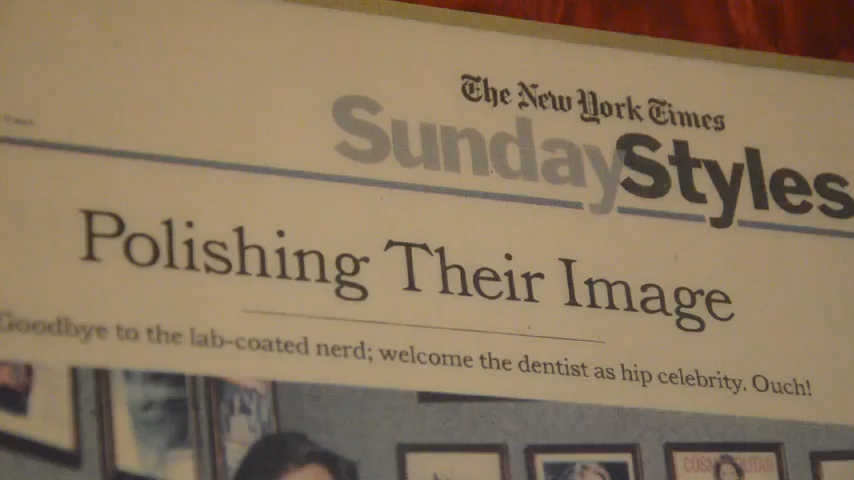 The New York Times
SundayStyles
Polishing Their Image
Goodbye to the lab-coated nerd; welcome the dentist as hip celebrity. Ouch!